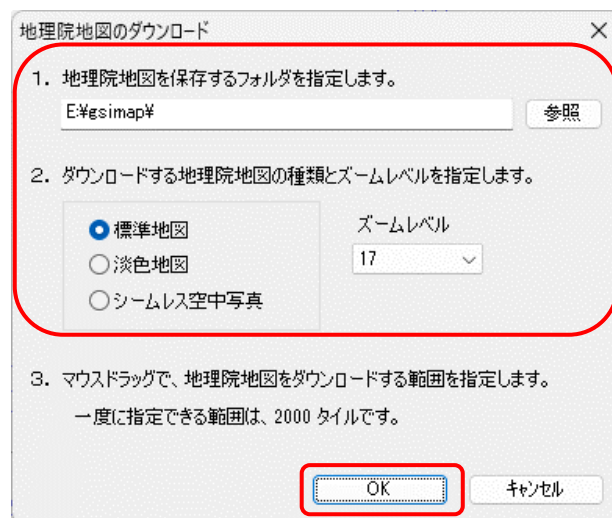 地理院地図のダウンロード
1. 地理院地図を保存するフォルダを指定します。
E:¥gsimap¥
参照
2. ダウンロードする地理院地図の種類とズームレベルを指定します。
標準地図
ズームレベル
淡色地図
17
シームレス空中写真
3. マウスドラッグで、地理院地図をダウンロードする範囲を指定します。
一度に指定できる範囲は、2000 タイルです。
OK
キャンセル